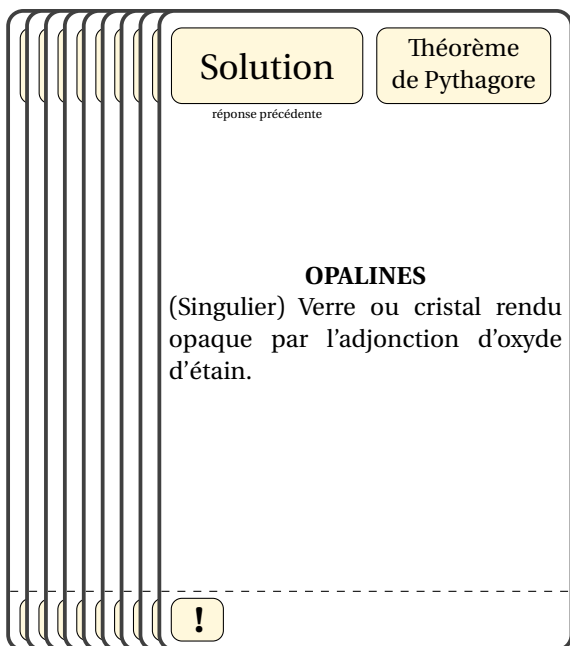 Solution
Théorème
de Pythagore
réponse précédente
OPALINES
(Singulier) Verre ou cristal rendu
opaque par l'adjonction d'oxyde
d'étain.
!